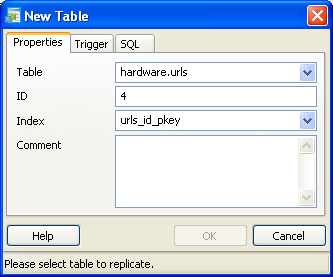 New Table
Properties Trigger SQL
Table hardware.urls
ID 4
Index urls_id_pkey
Comment
Help OK Cancel
Please select table to replicate.